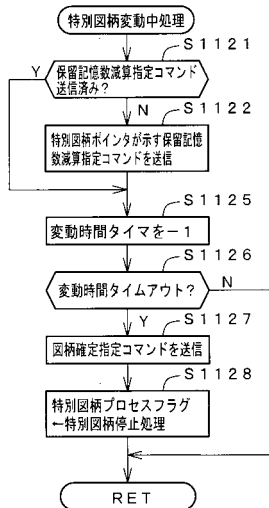 特別図柄変動中処理
S1121
Y
保留記憶数減算指定コマンド
送信済み?
N
S1122
特別図柄ポインタが示す保留記憶
数減算指定コマンドを送信
S1125
変動時間タイマを-1
S1126
変動時間タイムアウト?
N
Y
S1127
図柄確定指定コマンドを送信
S1128
特別図柄プロセスフラグ
←特別図柄停止処理
RET